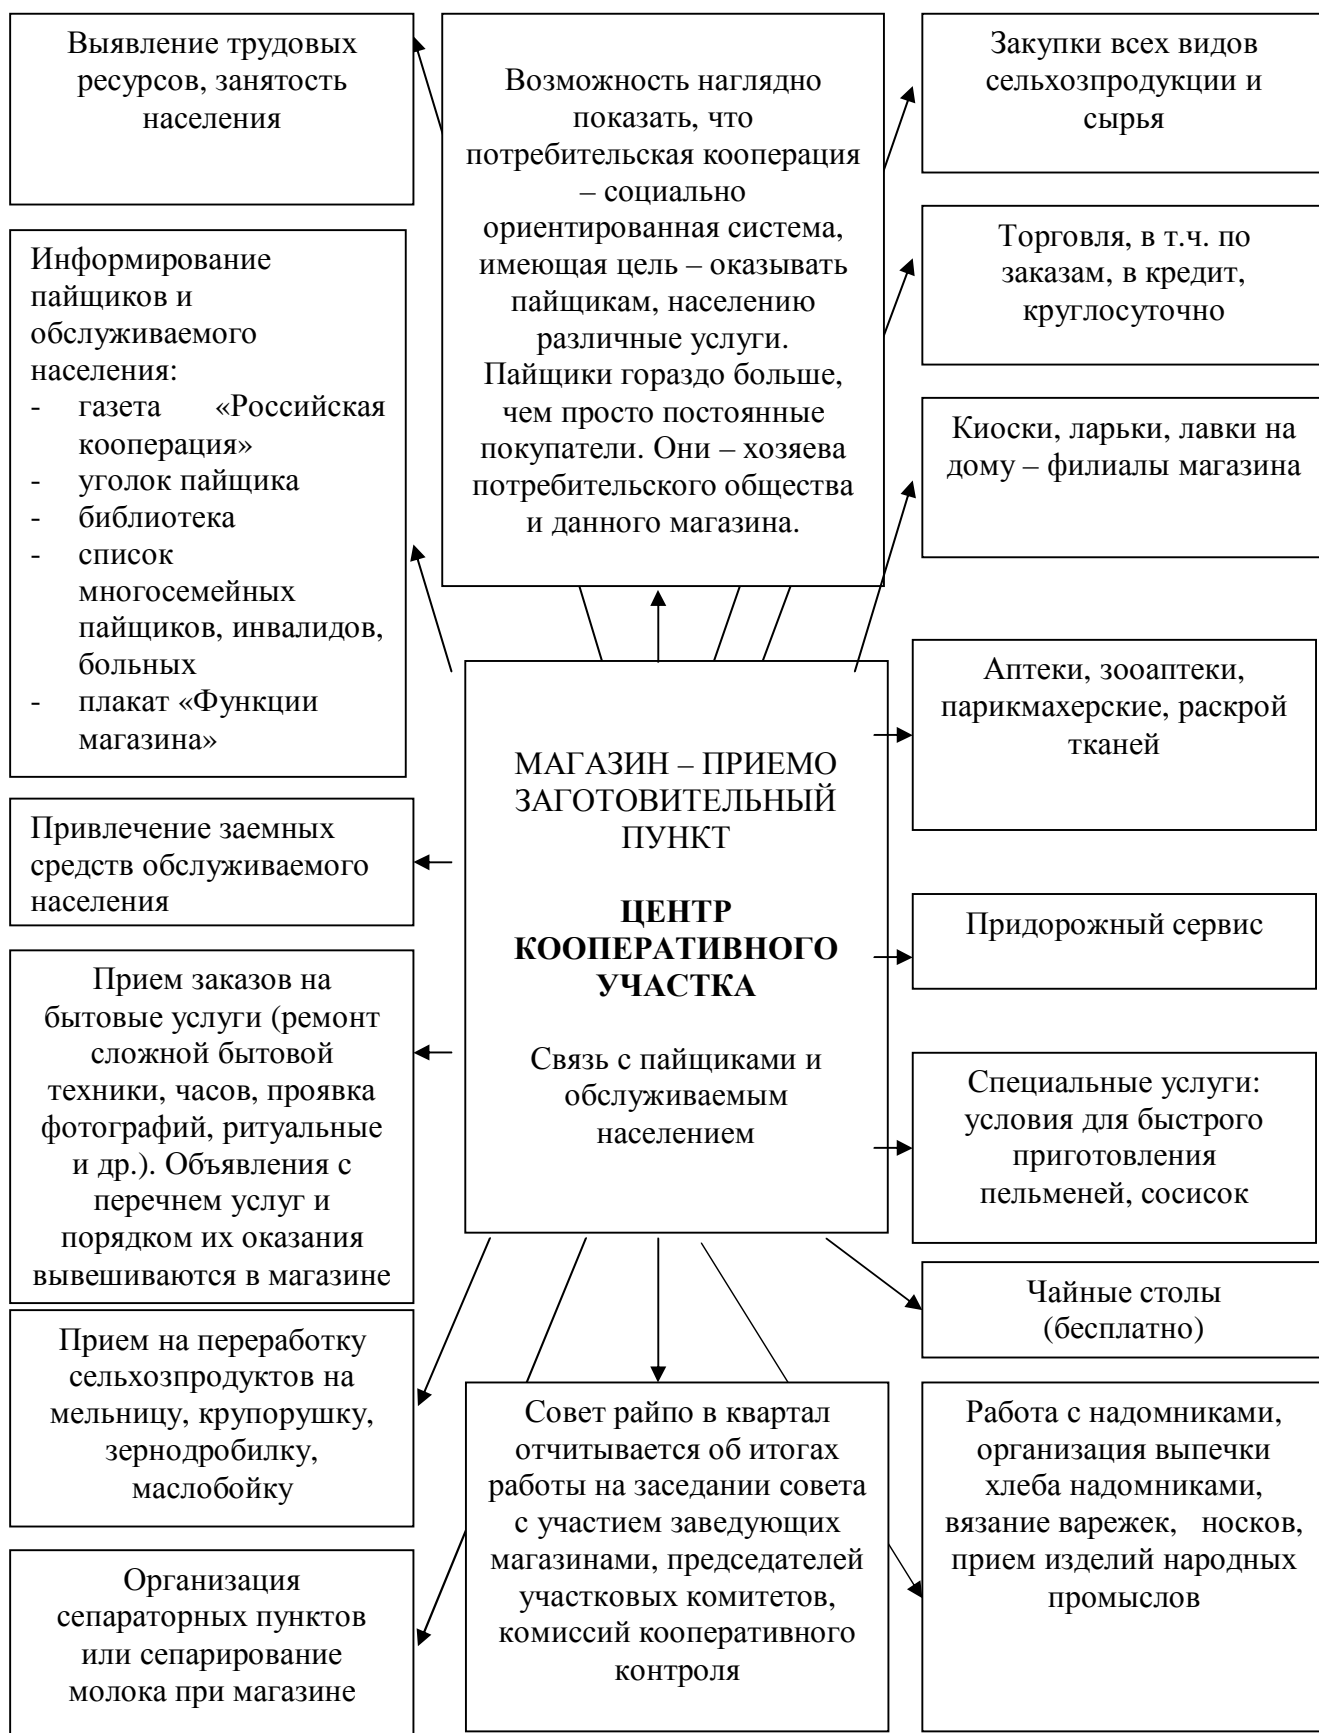 Выявление трудовых
ресурсов, занятость
населения
Возможность наглядно
показать, что
потребительская кооперация
– социально
ориентированная система,
имеющая цель – оказывать
пайщикам, населению
различные услуги.
Пайщики гораздо больше,
чем просто постоянные
покупатели. Они – хозяева
потребительского общества
и данного магазина.
Закупки всех видов
сельхозпродукции и
сырья
Информирование
пайщиков и
обслуживаемого
населения:
- газета «Российская
кооперация»
- уголок пайщика
- библиотека
- список
многосемейных
пайщиков, инвалидов,
больных
- плакат «Функции
магазина»
Торговля, в т.ч. по
заказам, в кредит,
круглосуточно
Киоски, ларьки, лавки на
дому – филиалы магазина
МАГАЗИН – ПРИЕМО
ЗАГОТОВИТЕЛЬНЫЙ
ПУНКТ
ЦЕНТР
КООПЕРАТИВНОГО
УЧАСТКА
Связь с пайщиками и
обслуживаемым
населением
Аптеки, зооаптеки,
парикмахерские, раскрой
тканей
Привлечение заемных
средств обслуживаемого
населения
Придорожный сервис
Прием заказов на
бытовые услуги (ремонт
сложной бытовой
техники, часов, проявка
фотографий, ритуальные
и др.). Объявления с
перечнем услуг и
порядком их оказания
вывешиваются в магазине
Специальные услуги:
условия для быстрого
приготовления
пельменей, сосисок
Чайные столы
(бесплатно)
Прием на переработку
сельхозпродуктов на
мельницу, крупорушку,
зернодробилку,
маслобойку
Совет райпо в квартал
отчитывается об итогах
работы на заседании совета
с участием заведующих
магазинами, председателей
участковых комитетов,
комиссий кооперативного
контроля
Работа с надомниками,
организация выпечки
хлеба надомниками,
вязание варежек, носков,
прием изделий народных
промыслов
Организация
сепараторных пунктов
или сепарирование
молока при магазине